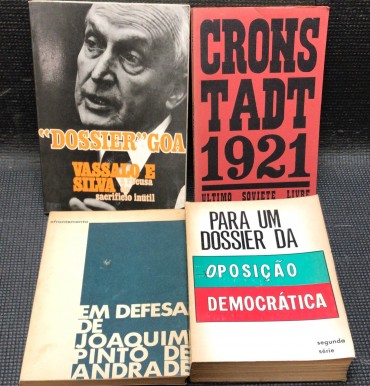 "DOSSIER" GOA
VASSALO E
SILVA
recusa
sacrifício inútil
CRONS
TADT
1921
ULTIMO SOVIETE LIVRE
EM DEFESA
DE
JOAQUIM
PINTO DE
ANDRADE
PARA UM
DOSSIER DA
OPOSIÇÃO
DEMOCRÁTICA
segunda
série